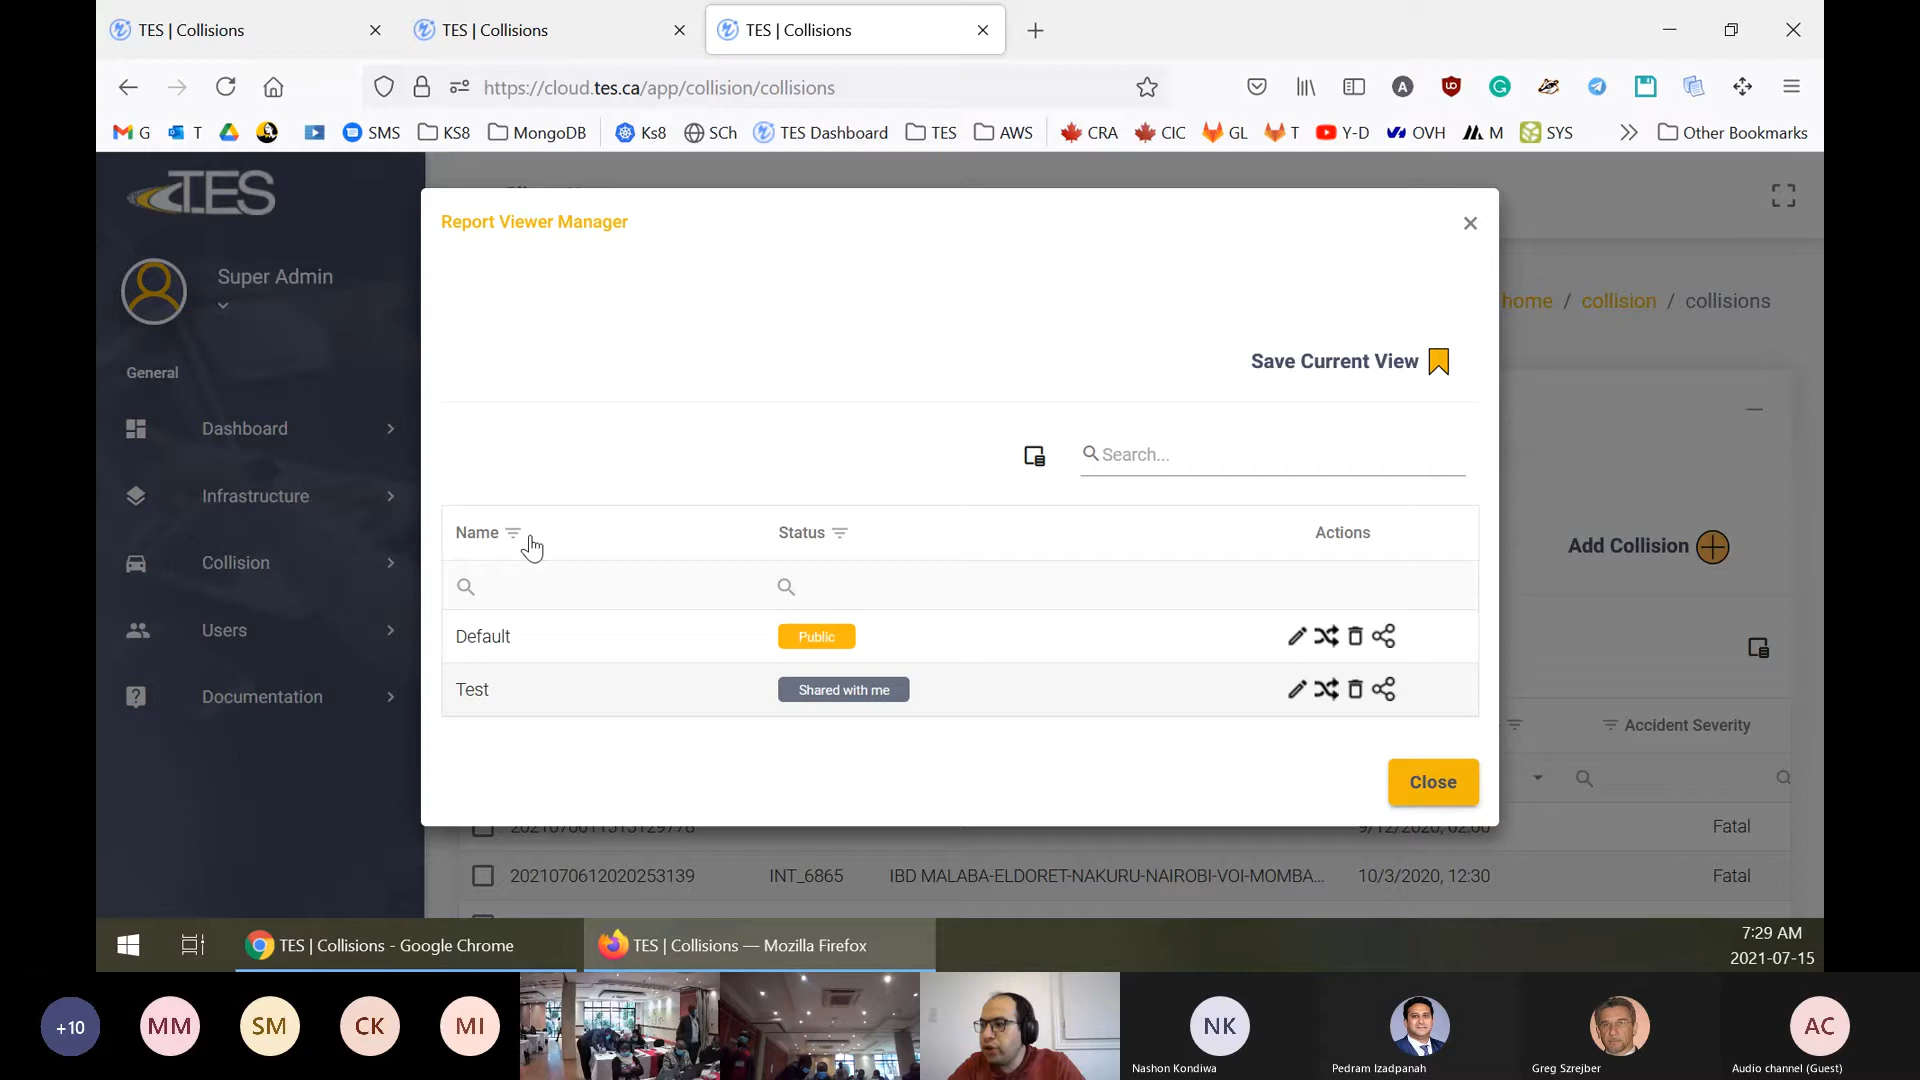 TES | Collisions
TES | Collisions
TES | Collisions
https://cloud.tes.ca/app/collision/collisions
G
T
SMS
KS8
MongoDB
Ks8
SCh
TES Dashboard
TES
AWS
CRA
CIC
GL
T
Y-D
OVH
M
SYS
Other Bookmarks
TES
Super Admin
General
Dashboard
Infrastructure
Collision
Users
Documentation
Report Viewer Manager
home / collision / collisions
Save Current View
Search...
Name
Status
Actions
Add Collision
Default
Public
Test
Shared with me
Accident Severity
Close
Fatal
2021070612020253139
INT_6865
IBD MALABA-ELDORET-NAKURU-NAIROBI-VOI-MOMBA...
10/3/2020, 12:30
Fatal
TES | Collisions - Google Chrome
TES | Collisions — Mozilla Firefox
7:29 AM
2021-07-15
+10
MM
SM
CK
MI
NK
Nashon Kondiwa
Pedram Izadpanah
Greg Szrejber
AC
Audio channel (Guest)